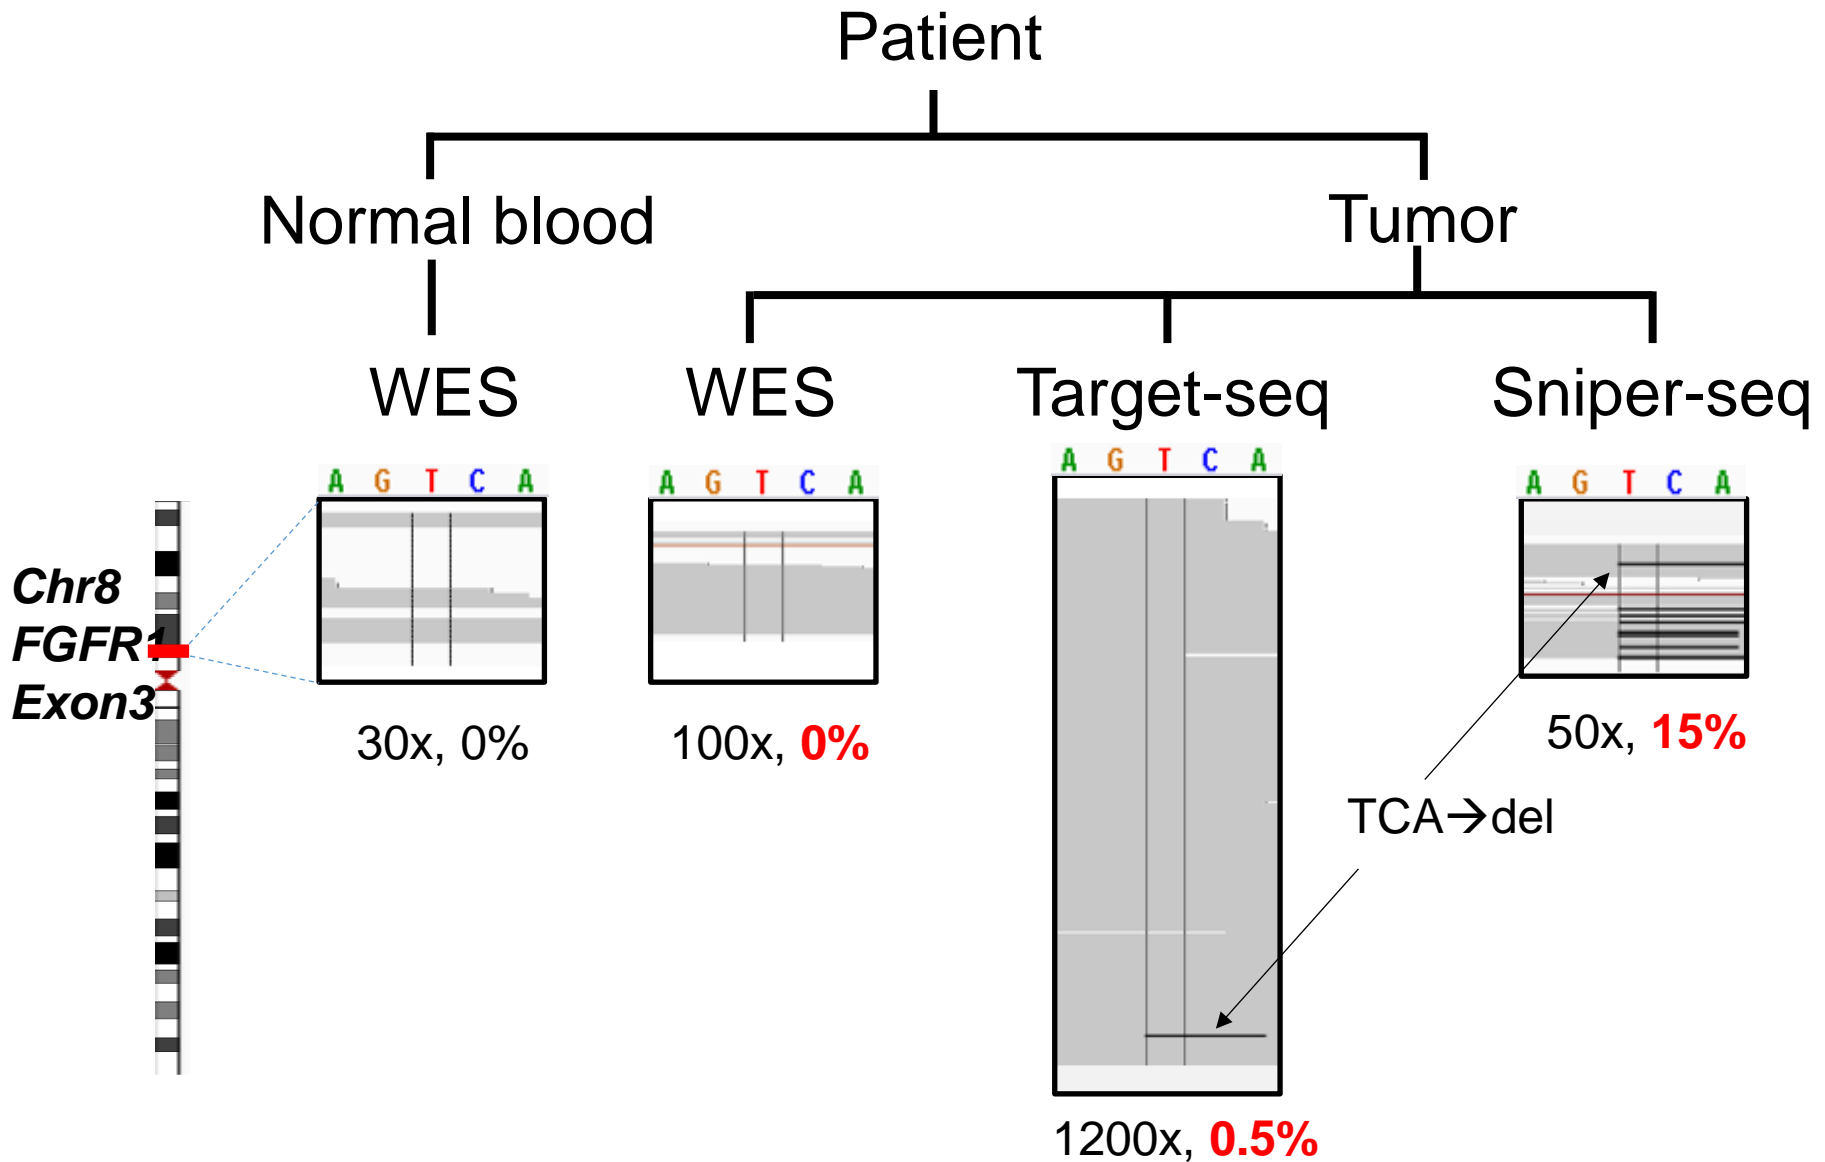 Patient
Normal blood
Tumor
WES
WES
Target-seq
Sniper-seq
A G T C A
A G T C A
A G T C A
A G T C A
Chr8
FGFR1
Exon3
30x, 0%
100x, 0%
50x, 15%
TCA→del
1200x, 0.5%